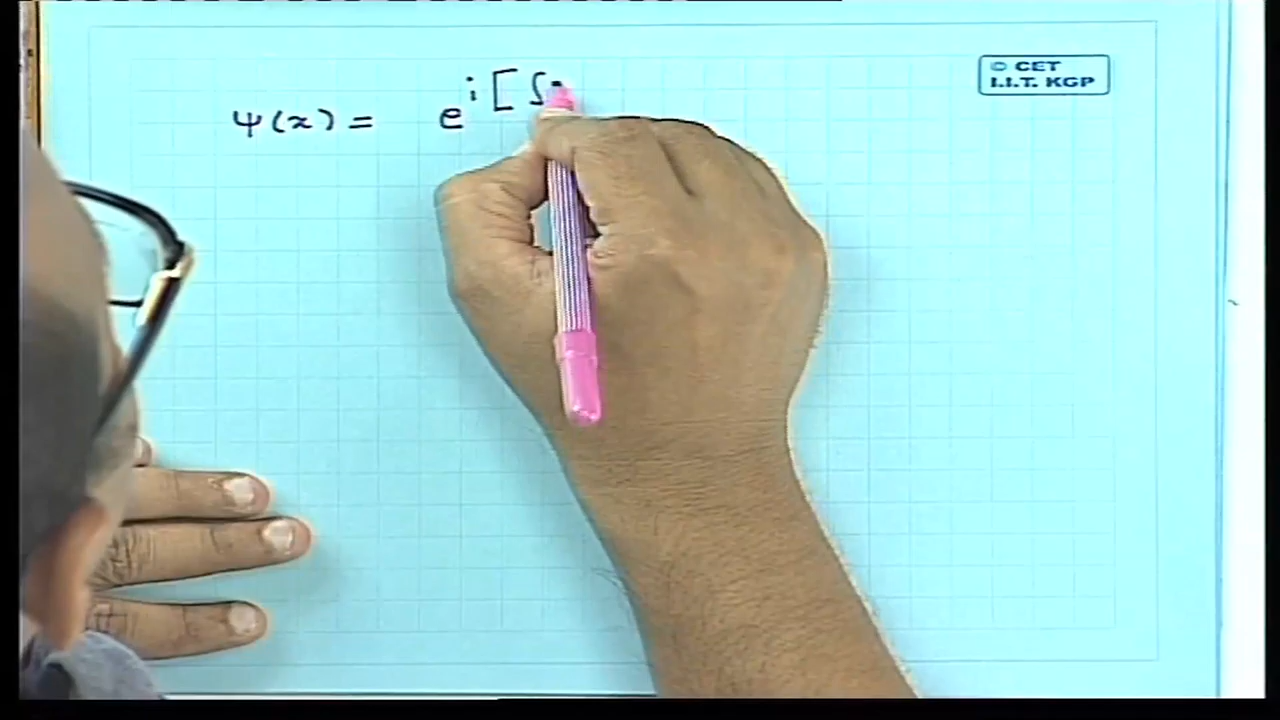 © CET
I.I.T. KGP
ψ(x) = e^{i[S